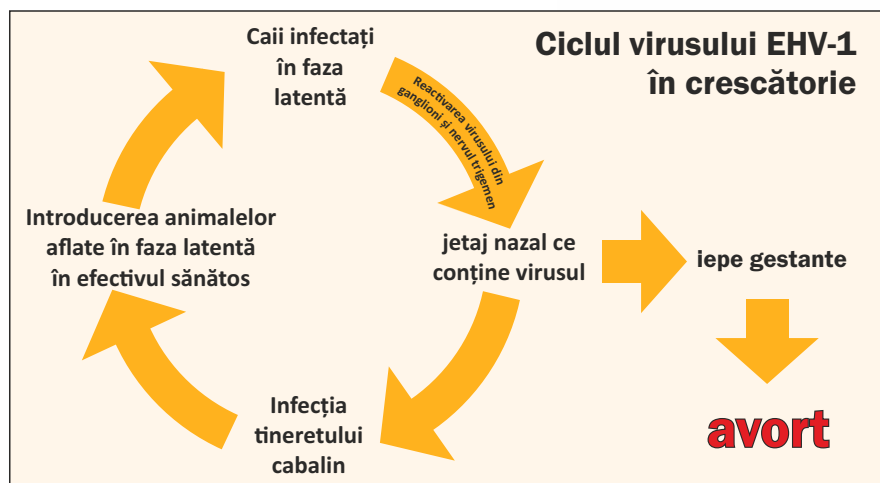 Ciclul virusului EHV-1
în crescătorie
Caii infectați
în faza
latentă
Reactivarea virusului din
ganglioni și nervul trigemen
jetaj nazal ce
conține virusul
iepe gestante
avort
Infecția
tineretului
cabalin
Introducerea animalelor
aflate în faza latentă
în efectivul sănătos